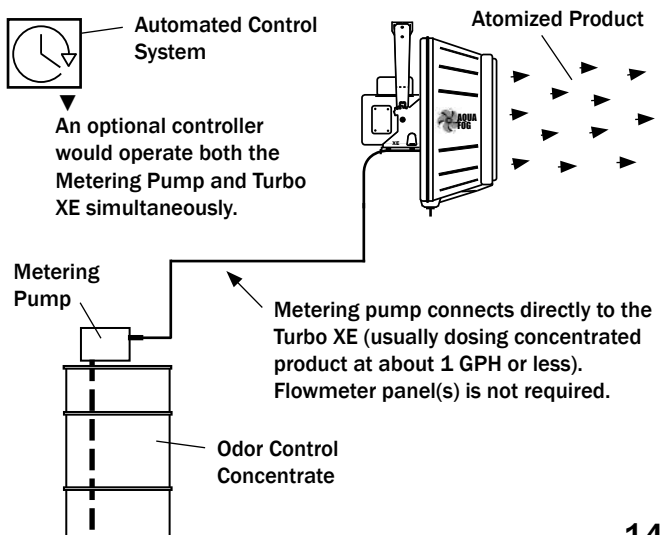 Automated Control
System
Atomized Product
An optional controller
would operate both the
Metering Pump and Turbo
XE simultaneously.
AQUA
FOG
XE
Metering
Pump
Metering pump connects directly to the
Turbo XE (usually dosing concentrated
product at about 1 GPH or less).
Flowmeter panel(s) is not required.
Odor Control
Concentrate
14